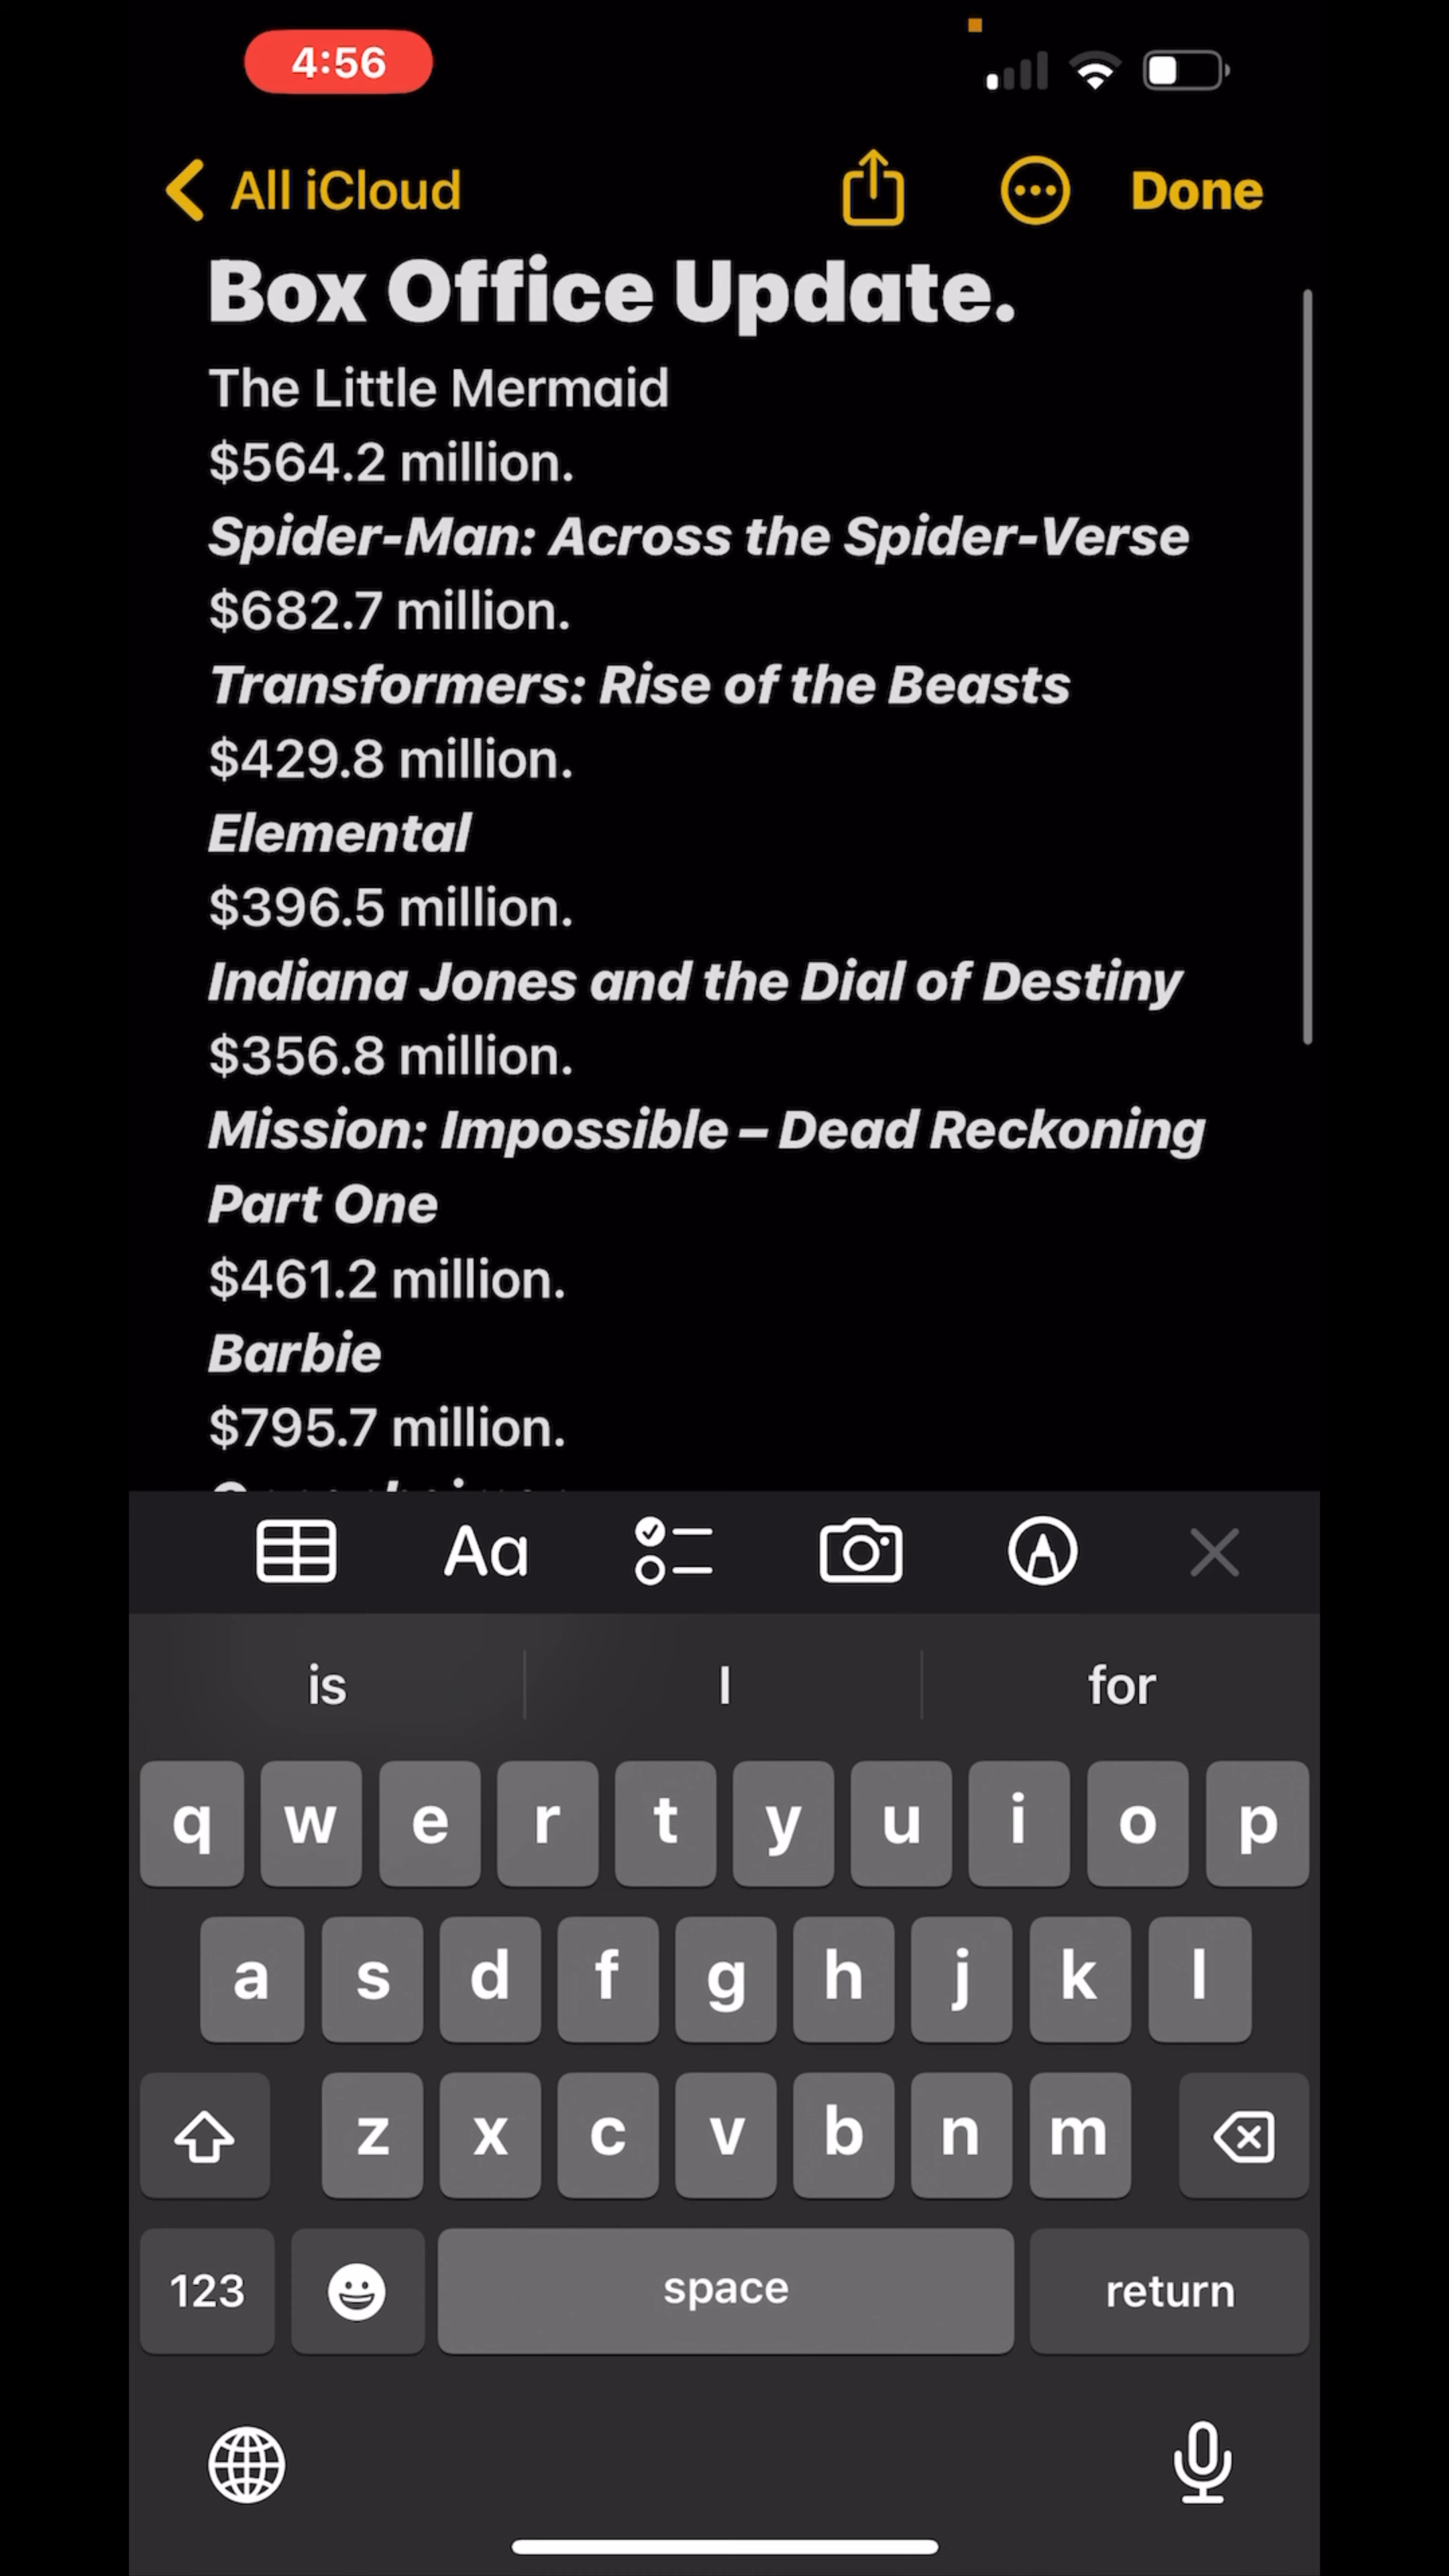 4:56
All iCloud
Done
Box Office Update.
The Little Mermaid
$564.2 million.
Spider-Man: Across the Spider-Verse
$682.7 million.
Transformers: Rise of the Beasts
$429.8 million.
Elemental
$396.5 million.
Indiana Jones and the Dial of Destiny
$356.8 million.
Mission: Impossible – Dead Reckoning
Part One
$461.2 million.
Barbie
$795.7 million.
Aa
is I for
q w e r t y u i o p
a s d f g h j k l
z x c v b n m
123 space return